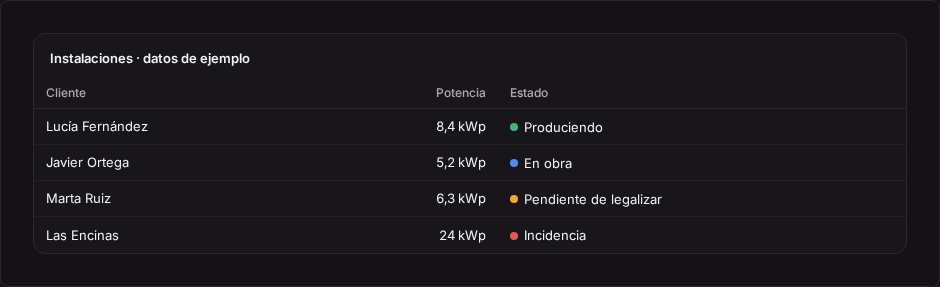 Instalaciones · datos de ejemplo
Cliente Potencia Estado
Lucía Fernández 8,4 kWp Produciendo
Javier Ortega 5,2 kWp En obra
Marta Ruiz 6,3 kWp Pendiente de legalizar
Las Encinas 24 kWp Incidencia